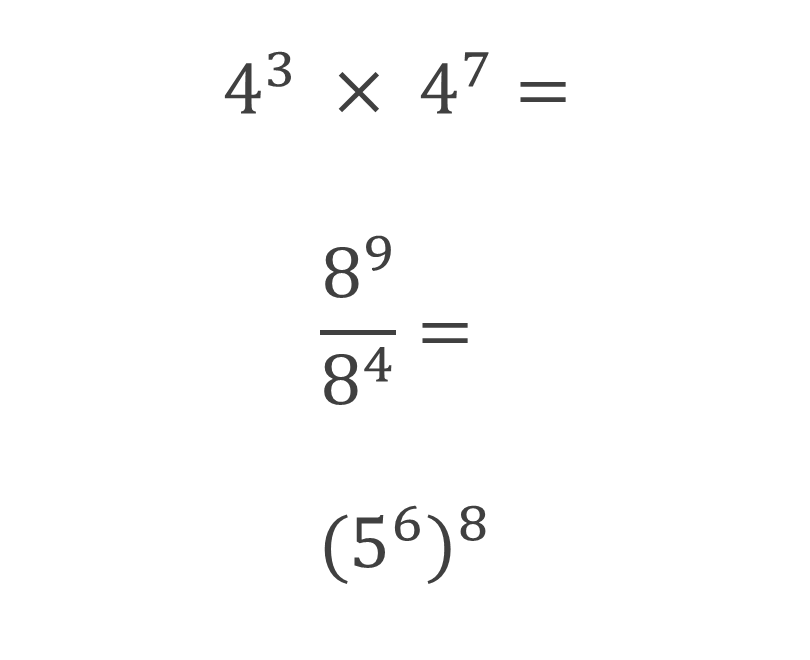 4³ × 4⁷ =
8⁹
8⁴ =
(5⁶)⁸